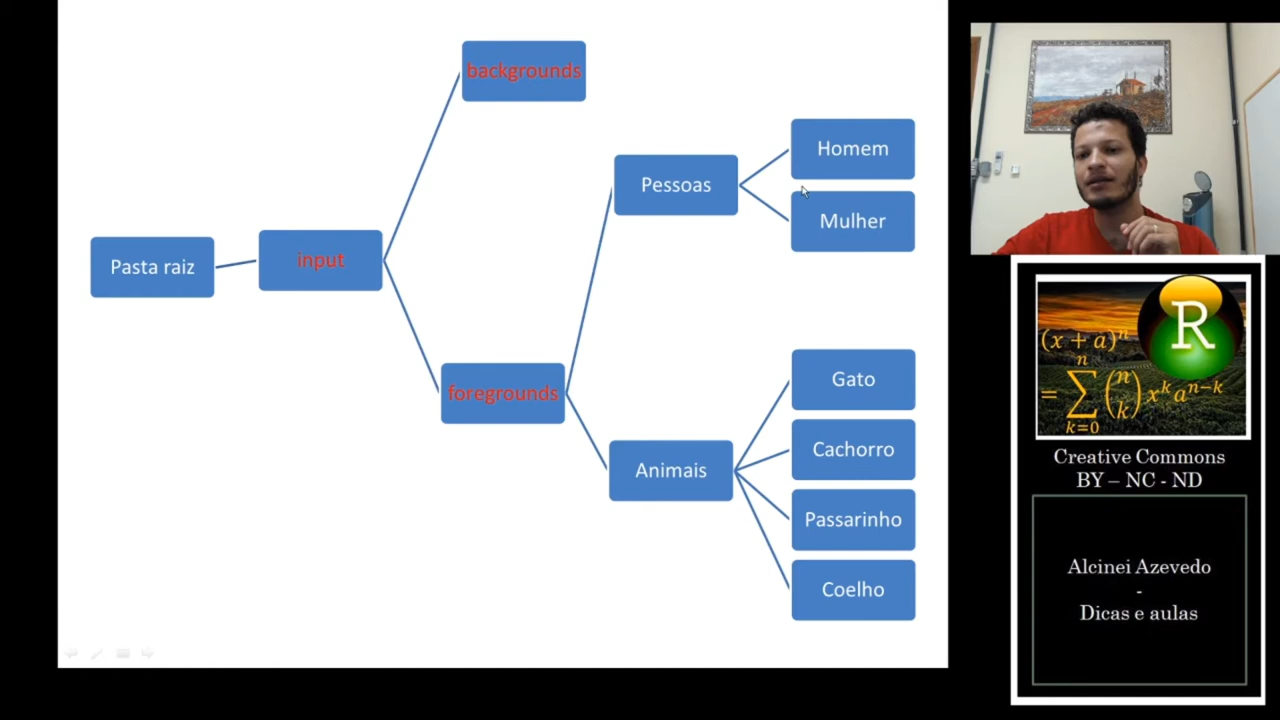 backgrounds
Homem
Pessoas
Mulher
Pasta raiz
input
foregrounds
Gato
Cachorro
Animais
Passarinho
Coelho
R
(x + a)^n
= ∑_{k=0}^{n} (n k) x^k a^{n−k}
Creative Commons
BY – NC - ND
Alcinei Azevedo
-
Dicas e aulas